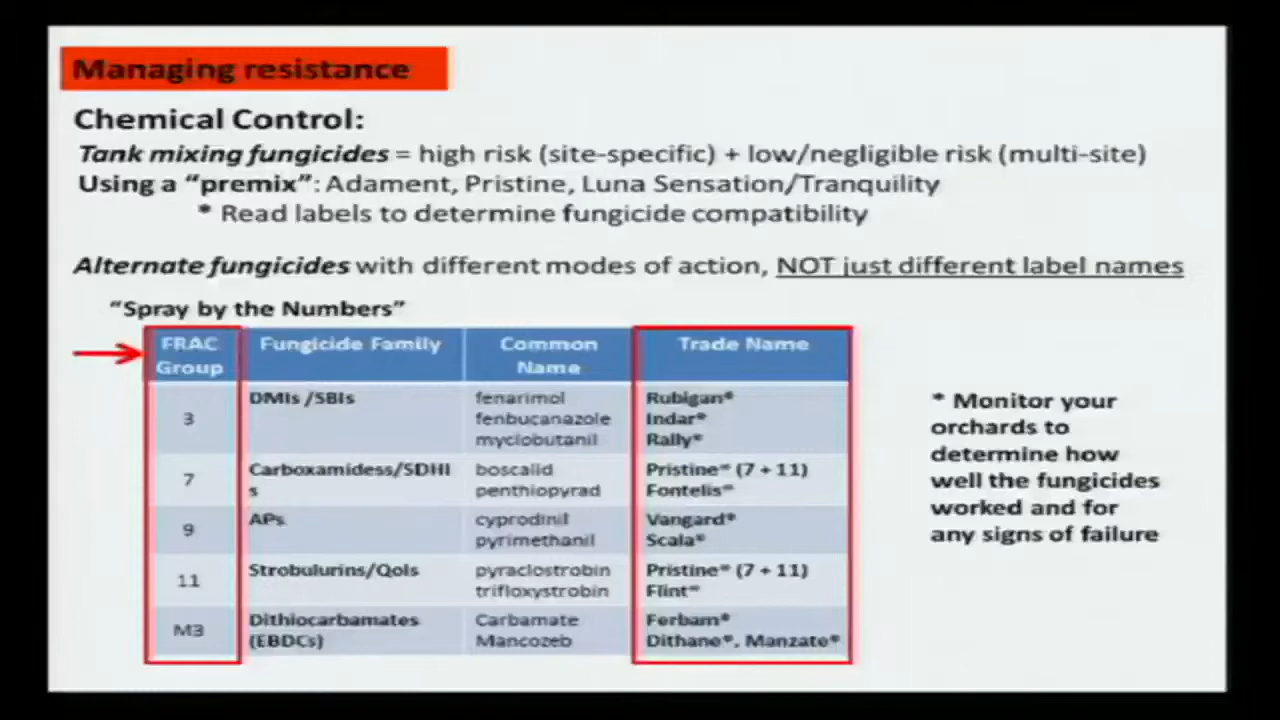 Managing resistance
Chemical Control:
Tank mixing fungicides = high risk (site-specific) + low/negligible risk (multi-site)
Using a “premix”: Adament, Pristine, Luna Sensation/Tranquility
* Read labels to determine fungicide compatibility
Alternate fungicides with different modes of action, NOT just different label names
“Spray by the Numbers”
FRAC Group Fungicide Family Common Name Trade Name
3 DMIs /SBIs fenarimol Rubigan®
fenbucanazole Indar®
myclobutanil Rally®
7 Carboxamidess/SDHI s boscalid Pristine® (7 + 11)
penthiopyrad Fontelis®
9 APs cyprodinil Vangard®
pyrimethanil Scala®
11 Strobulurins/QoIs pyraclostrobin Pristine® (7 + 11)
trifloxystrobin Flint®
M3 Dithiocarbamates Carbamate Ferbam®
(EBDCs) Mancozeb Dithane®, Manzate®
* Monitor your
orchards to
determine how
well the fungicides
worked and for
any signs of failure